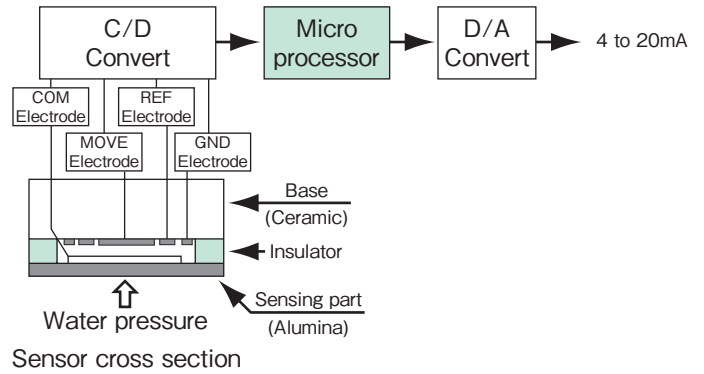 C/D
Convert
Micro
processor
D/A
Convert
4 to 20mA
COM
Electrode
REF
Electrode
MOVE
Electrode
GND
Electrode
Base
(Ceramic)
Insulator
Sensing part
(Alumina)
Water pressure
Sensor cross section